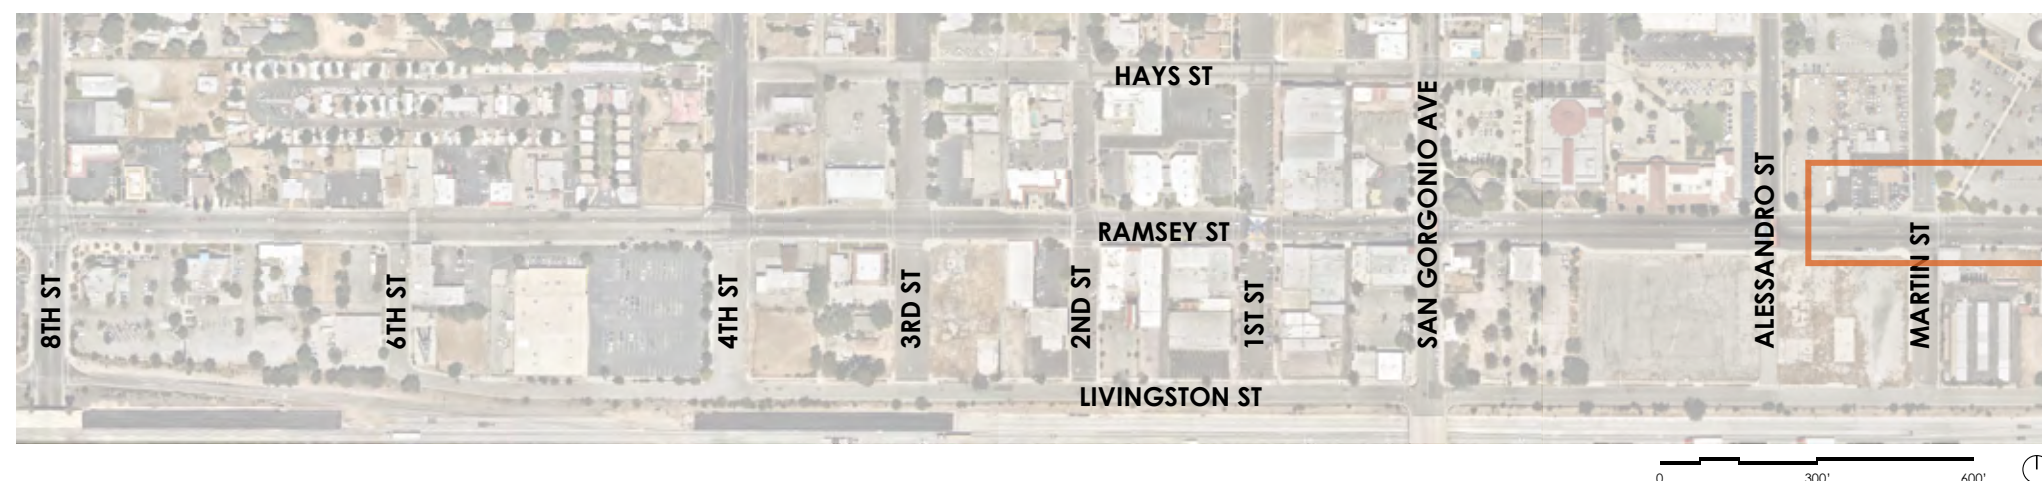 HAYS ST
RAMSEY ST
8TH ST
6TH ST
4TH ST
3RD ST
2ND ST
1ST ST
SAN GORGONIO AVE
ALESSANDRO ST
MARTIN ST
LIVINGSTON ST
0 300' 600'